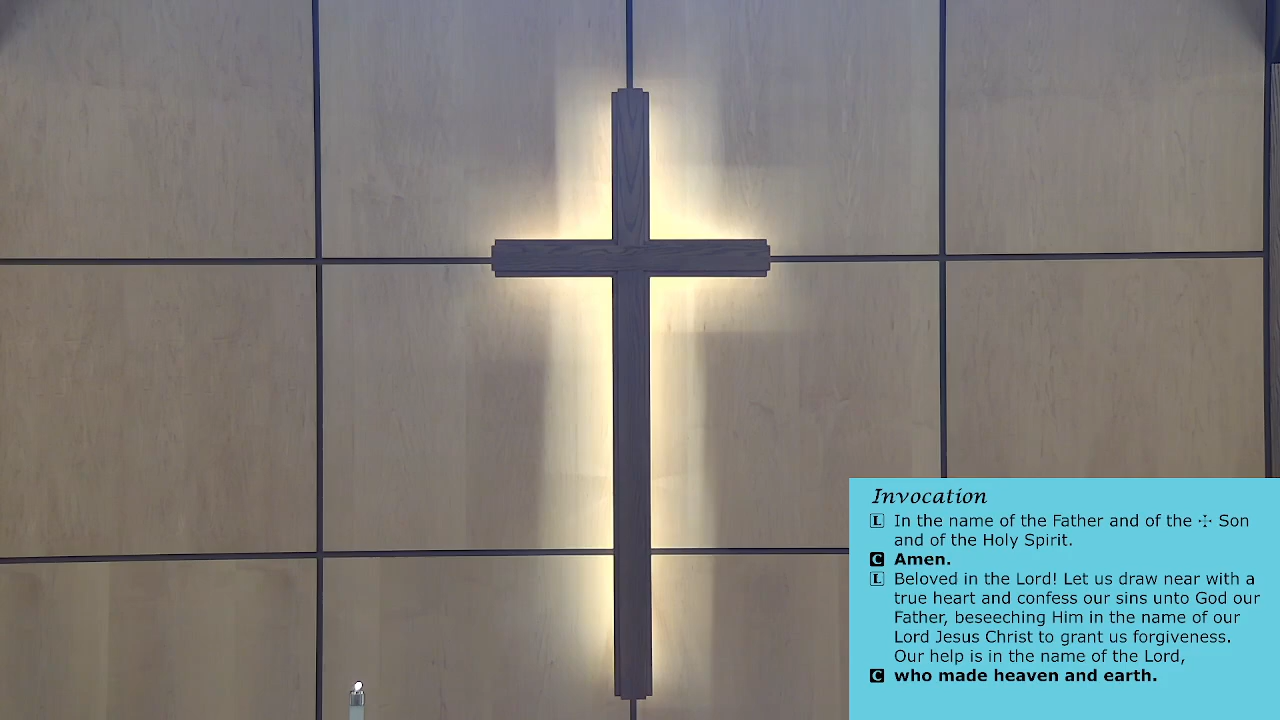 Invocation
L In the name of the Father and of the ✠ Son
and of the Holy Spirit.
C Amen.
L Beloved in the Lord! Let us draw near with a
true heart and confess our sins unto God our
Father, beseeching Him in the name of our
Lord Jesus Christ to grant us forgiveness.
Our help is in the name of the Lord,
C who made heaven and earth.